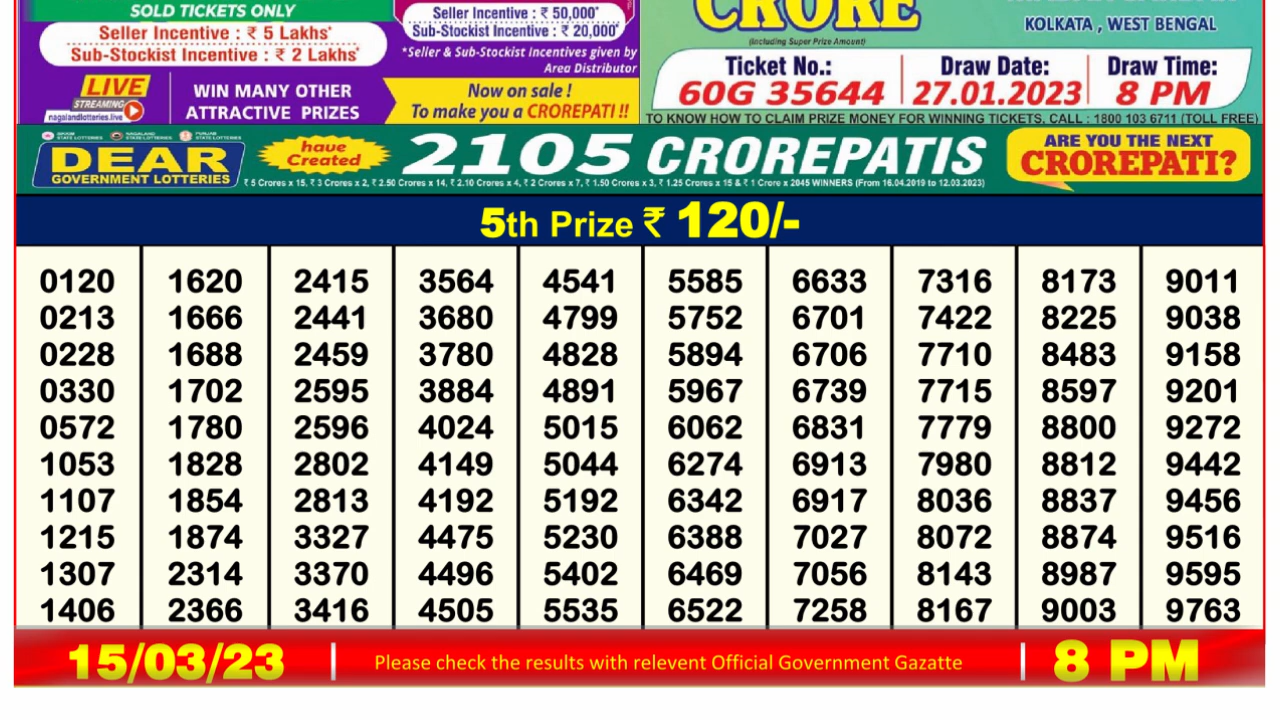 SOLD TICKETS ONLY
Seller Incentive : ₹ 5 Lakhs*
Sub-Stockist Incentive : ₹ 2 Lakhs*
LIVE
STREAMING
nagalandlotteries.live
WIN MANY OTHER
ATTRACTIVE PRIZES
Seller Incentive : ₹ 50,000*
Sub-Stockist Incentive : ₹ 20,000*
*Seller & Sub-Stockist Incentives given by
Area Distributor
Now on sale !
To make you a CROREPATI !!
CRORE
(Including Super Prize Amount)
KOLKATA , WEST BENGAL
Ticket No.: Draw Date: Draw Time:
60G 35644 27.01.2023 8 PM
TO KNOW HOW TO CLAIM PRIZE MONEY FOR WINNING TICKETS, CALL : 1800 103 6711 (TOLL FREE)
SIKKIM STATE LOTTERIES NAGALAND STATE LOTTERIES PUNJAB STATE LOTTERIES
DEAR
GOVERNMENT LOTTERIES
have
Created
2105 CROREPATIS
₹ 5 Crores x 15, ₹ 3 Crores x 2, ₹ 2.50 Crores x 14, ₹ 2.10 Crores x 4, ₹ 2 Crores x 7, ₹ 1.50 Crores x 3, ₹ 1.25 Crores x 15 & ₹ 1 Crore x 2045 WINNERS (From 16.04.2019 to 12.03.2023)
ARE YOU THE NEXT
CROREPATI?
5th Prize ₹ 120/-
0120 1620 2415 3564 4541 5585 6633 7316 8173 9011
0213 1666 2441 3680 4799 5752 6701 7422 8225 9038
0228 1688 2459 3780 4828 5894 6706 7710 8483 9158
0330 1702 2595 3884 4891 5967 6739 7715 8597 9201
0572 1780 2596 4024 5015 6062 6831 7779 8800 9272
1053 1828 2802 4149 5044 6274 6913 7980 8812 9442
1107 1854 2813 4192 5192 6342 6917 8036 8837 9456
1215 1874 3327 4475 5230 6388 7027 8072 8874 9516
1307 2314 3370 4496 5402 6469 7056 8143 8987 9595
1406 2366 3416 4505 5535 6522 7258 8167 9003 9763
15/03/23 Please check the results with relevent Official Government Gazatte 8 PM